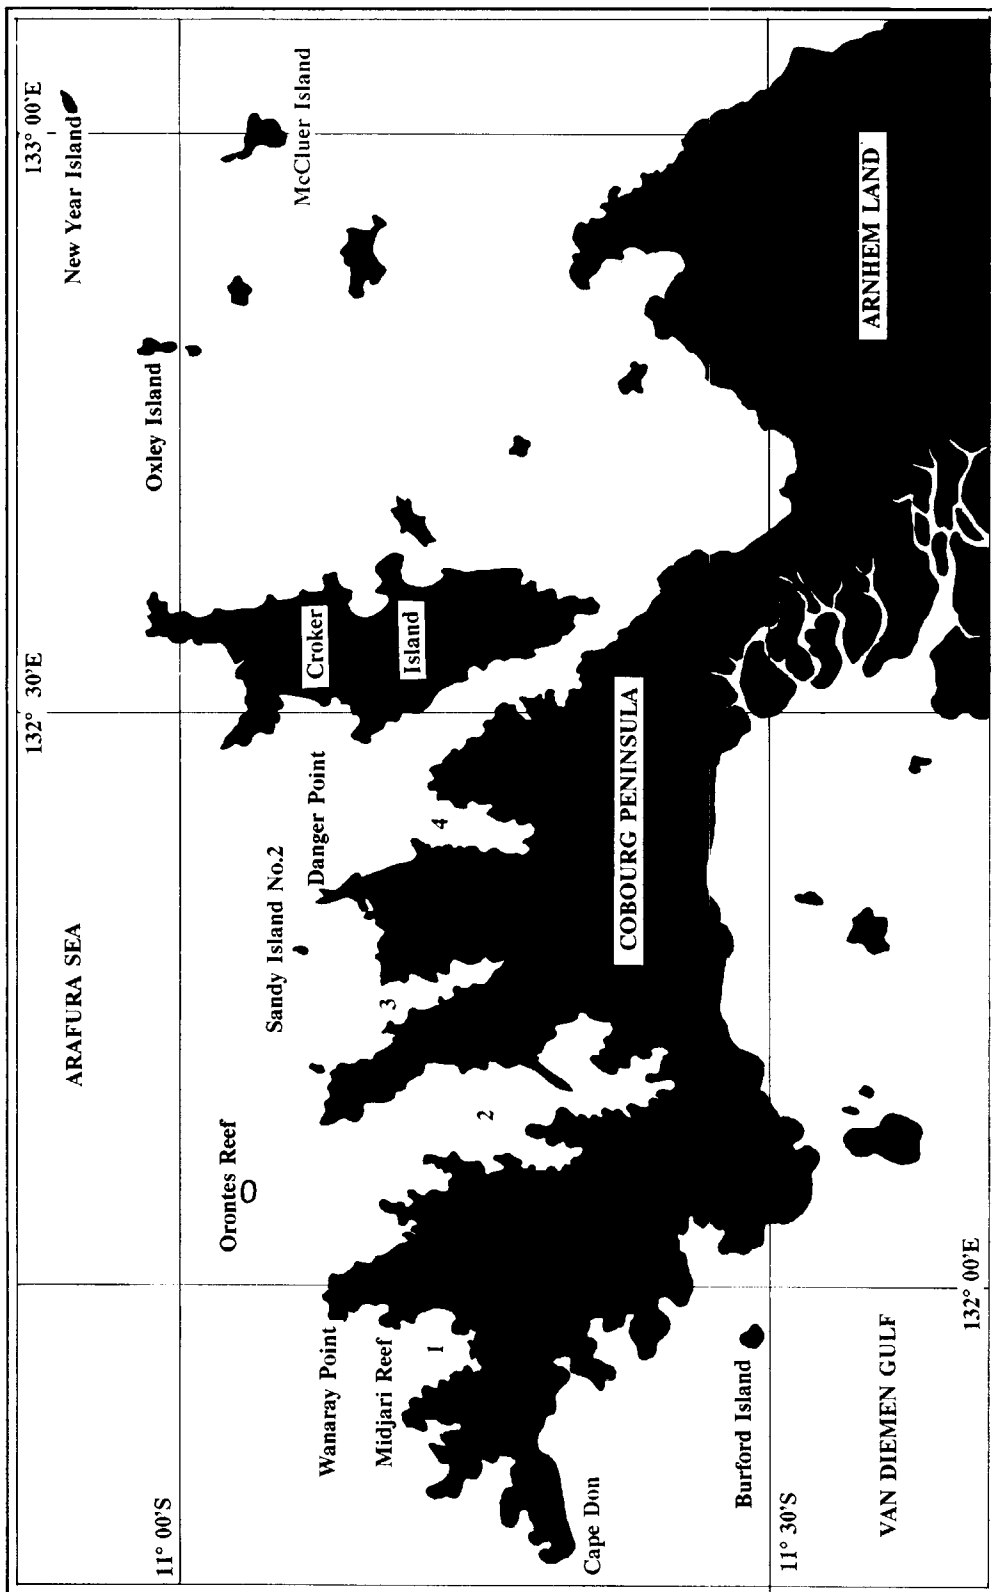 132° 30'E
133° 00'E
ARAFURA SEA
New Year Island
Oxley Island
11° 00'S
Orontes Reef
Sandy Island No.2
McCluer Island
Wanaray Point
Danger Point
Croker
Island
Midjari Reef
1
2
3
4
Cape Don
COBOURG PENINSULA
Burford Island
11° 30'S
ARNHEM LAND
VAN DIEMEN GULF
132° 00'E